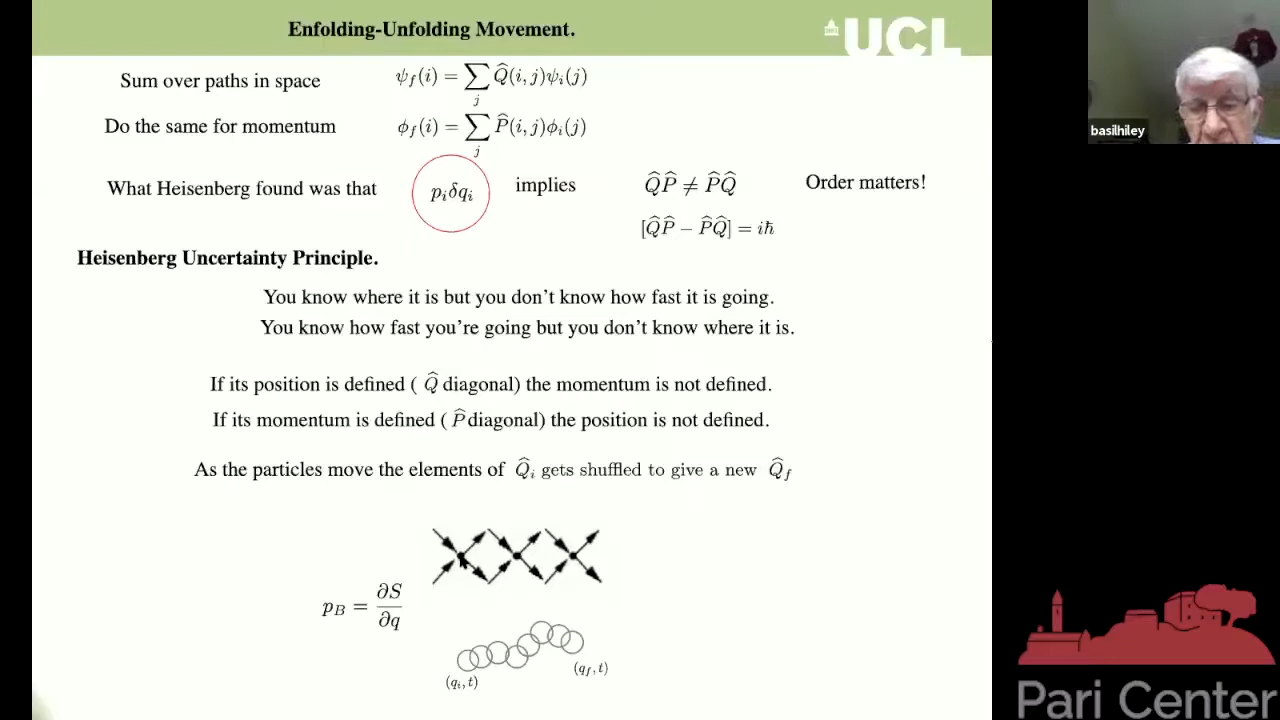 Enfolding-Unfolding Movement.
UCL
Sum over paths in space ψ_f(i) = ∑_j Q̂(i, j)ψ_i(j)
Do the same for momentum ϕ_f(i) = ∑_j P̂(i, j)ϕ_i(j)
What Heisenberg found was that p_iδq_i implies Q̂P̂ ≠ P̂Q̂ Order matters!
[Q̂P̂ − P̂Q̂] = iℏ
Heisenberg Uncertainty Principle.
You know where it is but you don't know how fast it is going.
You know how fast you're going but you don't know where it is.
If its position is defined ( Q̂ diagonal) the momentum is not defined.
If its momentum is defined ( P̂ diagonal) the position is not defined.
As the particles move the elements of Q̂_i gets shuffled to give a new Q̂_f
p_B = ∂S/∂q
(q_i, t)
(q_f, t)
basilhiley
Pari Center